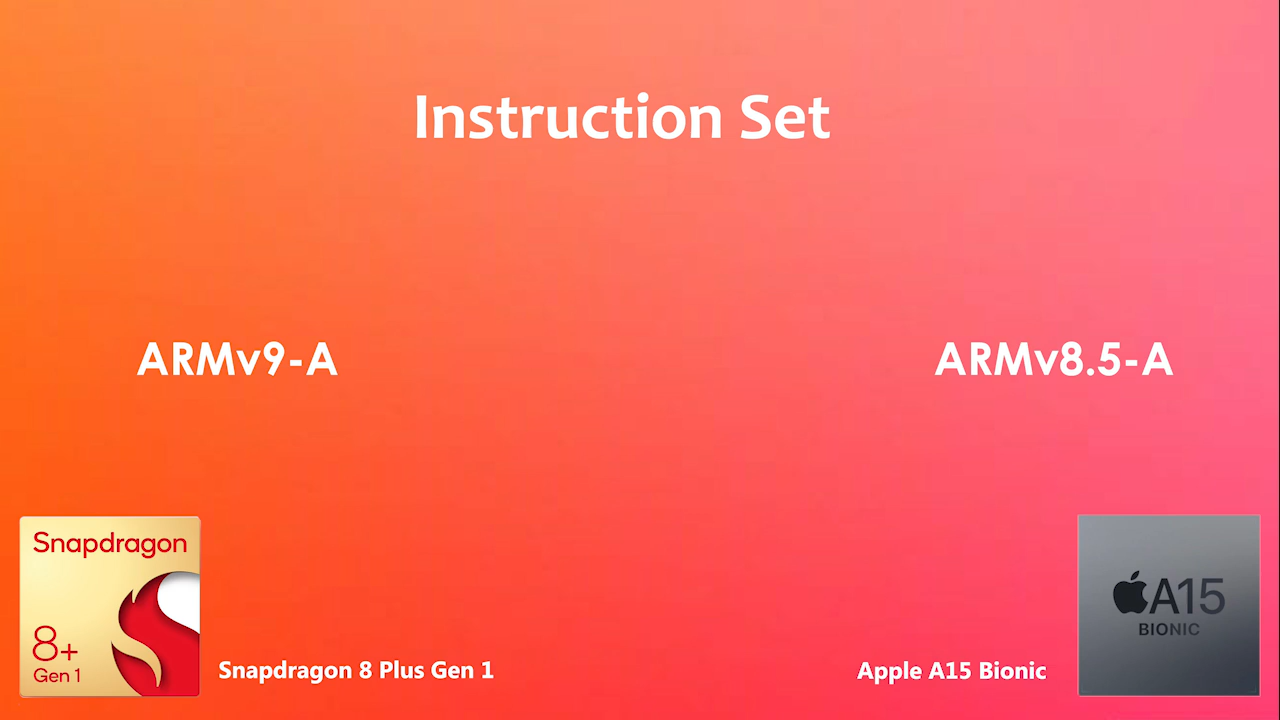 Instruction Set
ARMv9-A
ARMv8.5-A
Snapdragon
8+
Gen 1
Snapdragon 8 Plus Gen 1
Apple A15 Bionic
A15
BIONIC